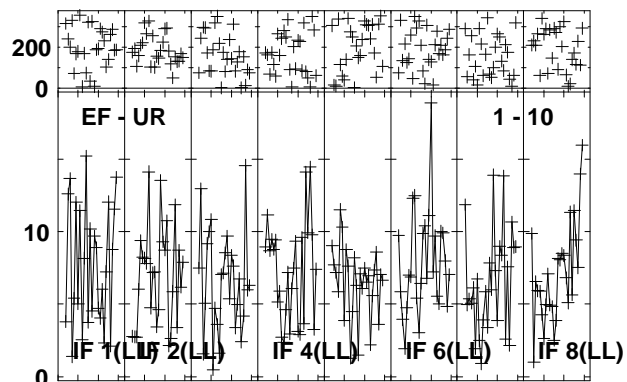 200
0
EF - UR 1 - 10
10
0
IF 1(LL) IF 2(LL) IF 4(LL) IF 6(LL) IF 8(LL)